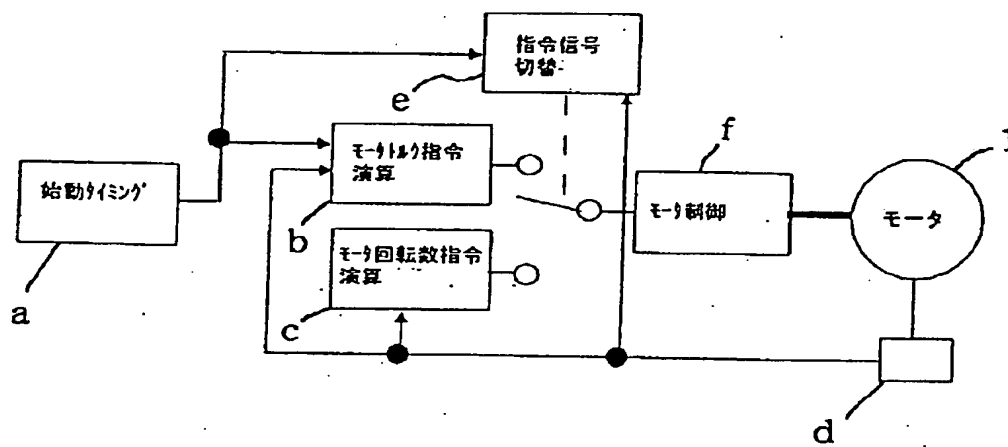 指令信号
切替
e
f
1
モータトルク指令
演算
始動タイミング
モータ制御
モータ
b
モータ回転数指令
演算
a
c
d